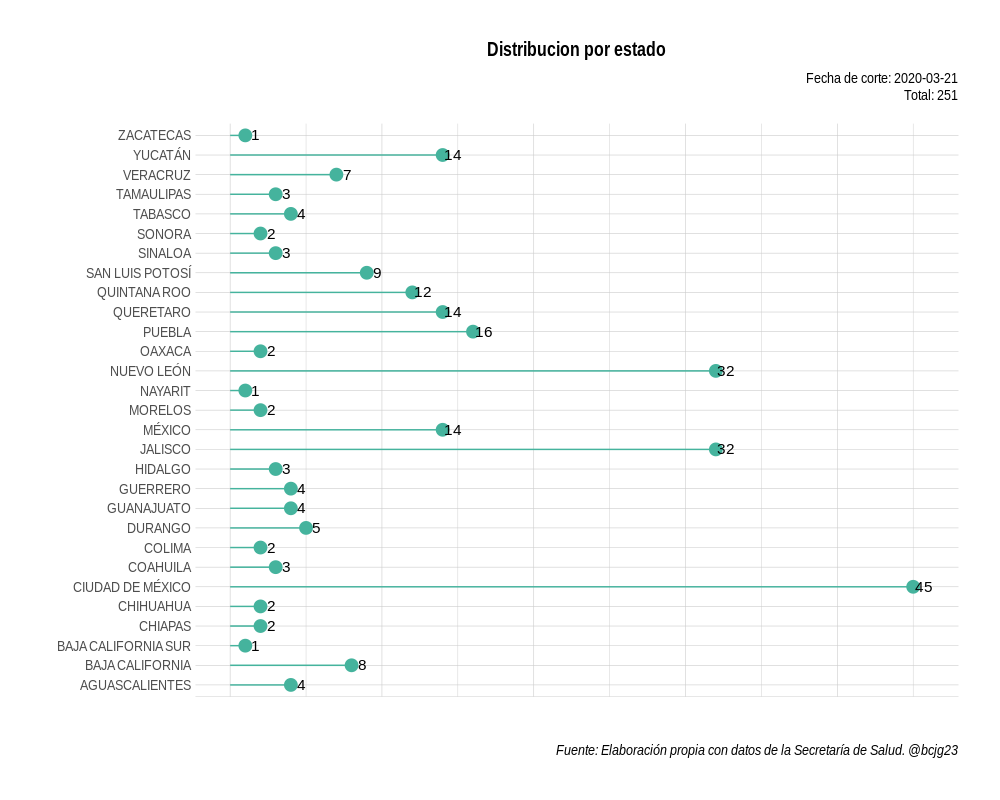 Distribucion por estado
Fecha de corte: 2020-03-21
Total: 251
ZACATECAS 1
YUCATÁN 14
VERACRUZ 7
TAMAULIPAS 3
TABASCO 4
SONORA 2
SINALOA 3
SAN LUIS POTOSÍ 9
QUINTANA ROO 12
QUERETARO 14
PUEBLA 16
OAXACA 2
NUEVO LEÓN 32
NAYARIT 1
MORELOS 2
MÉXICO 14
JALISCO 32
HIDALGO 3
GUERRERO 4
GUANAJUATO 4
DURANGO 5
COLIMA 2
COAHUILA 3
CIUDAD DE MÉXICO 45
CHIHUAHUA 2
CHIAPAS 2
BAJA CALIFORNIA SUR 1
BAJA CALIFORNIA 8
AGUASCALIENTES 4
Fuente: Elaboración propia con datos de la Secretaría de Salud. @bcjg23